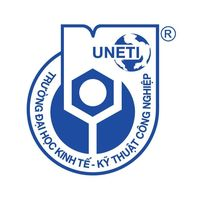 UNETI
®
TRƯỜNG ĐẠI HỌC KINH TẾ - KỸ THUẬT CÔNG NGHIỆP